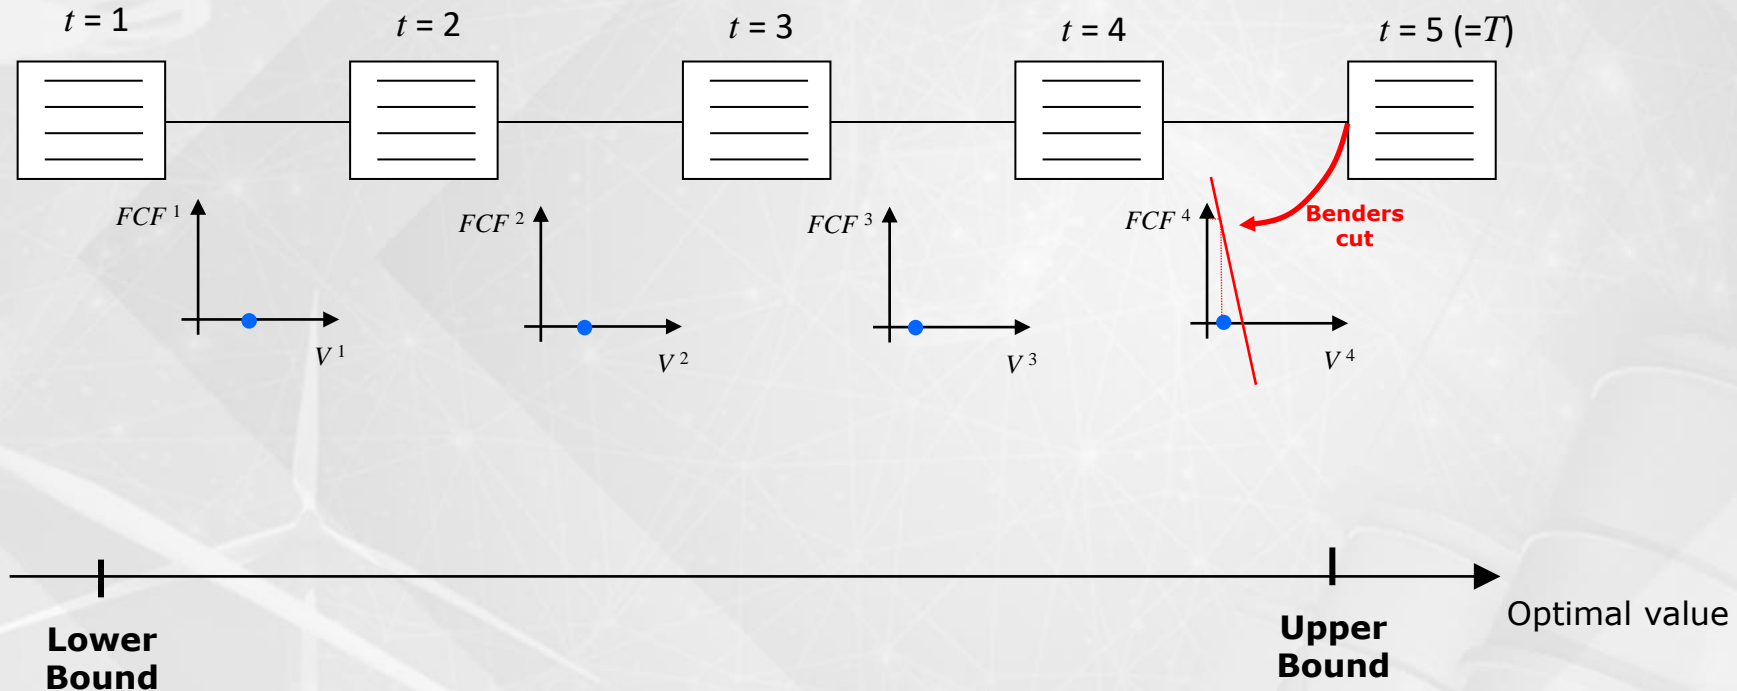 t = 1
t = 2
t = 3
t = 4
t = 5 (=T)
FCF 1
FCF 2
FCF 3
FCF 4
Benders
cut
V 1
V 2
V 3
V 4
Optimal value
Lower
Bound
Upper
Bound